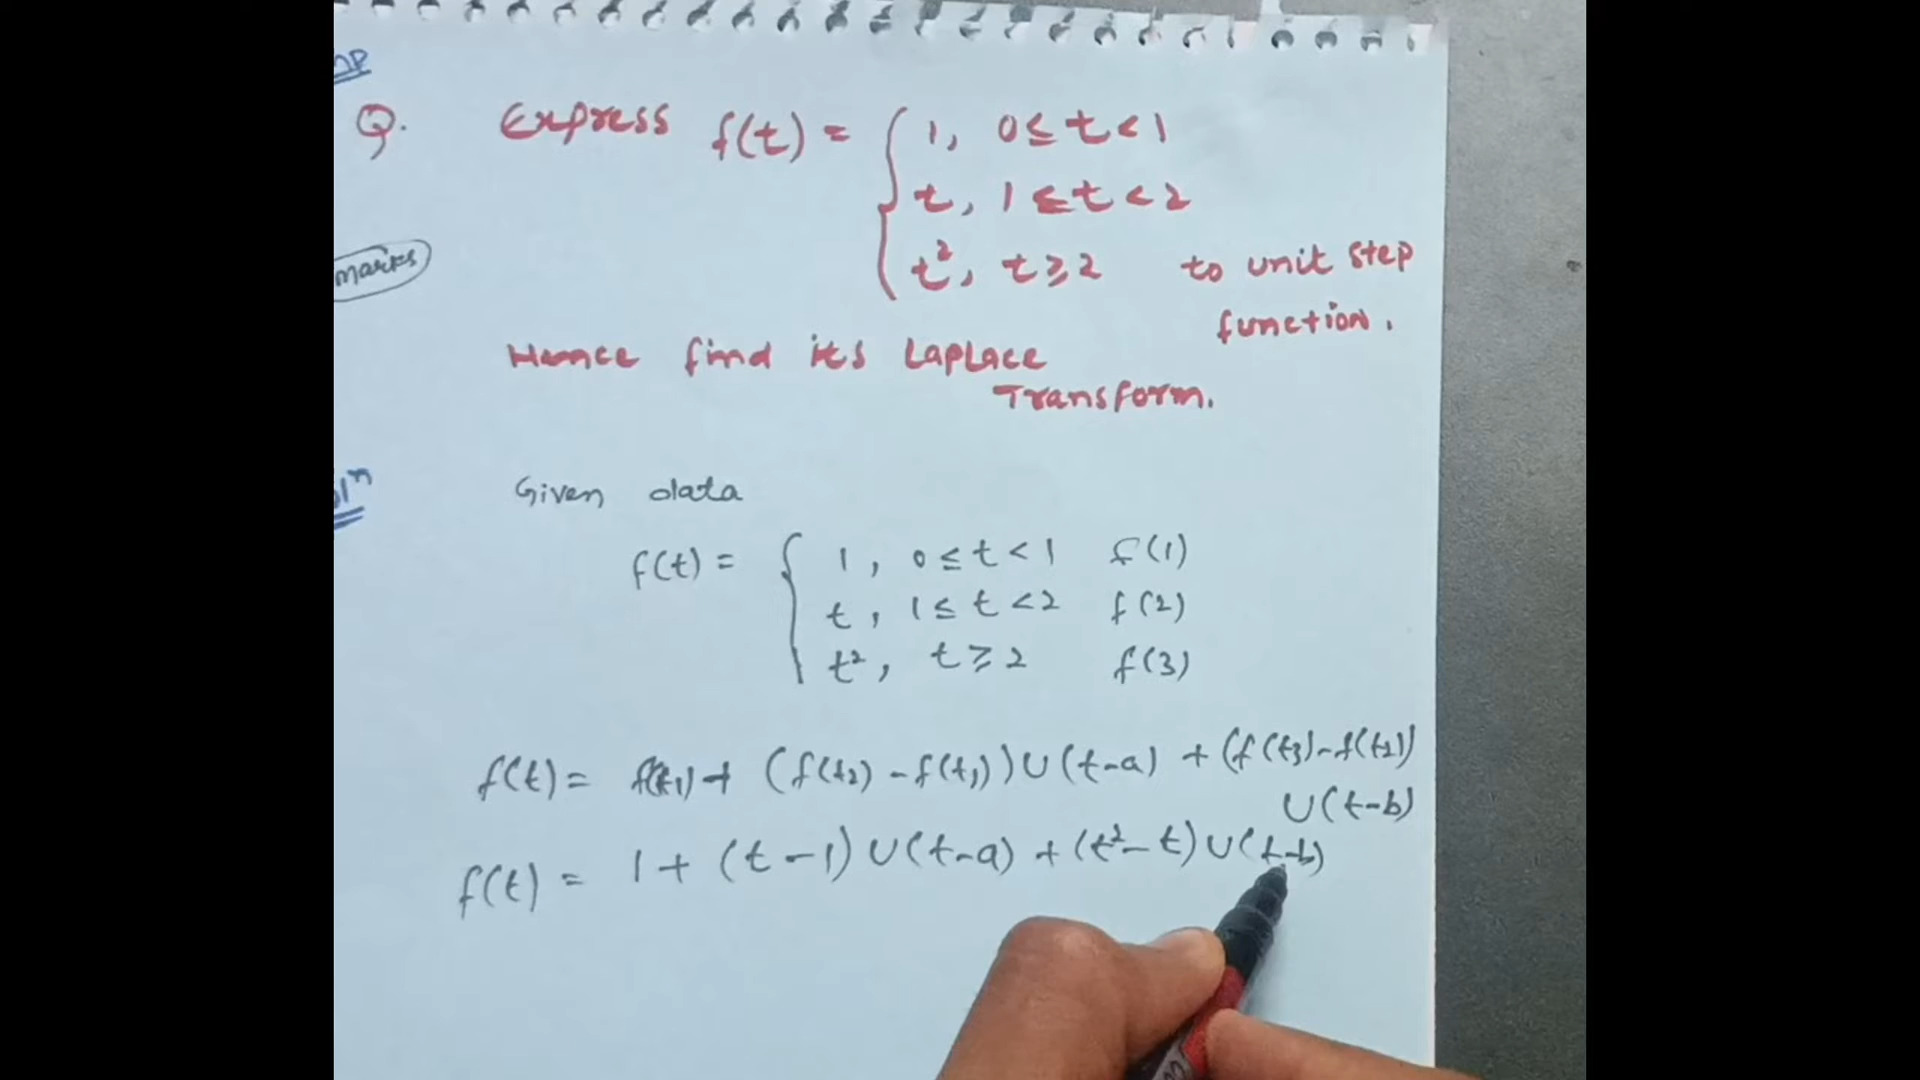 Q. Express f(t) = { 1, 0 ≤ t < 1
t, 1 ≤ t < 2
t², t ≥ 2 to unit step
function.
Hence find its Laplace
Transform.
marks
Given data
f(t) = { 1, 0 ≤ t < 1 f(1)
t, 1 ≤ t < 2 f(2)
t², t ≥ 2 f(3)
f(t) = f(t₁) + (f(t₂) - f(t₁)) U(t-a) + (f(t₃) - f(t₂))
U(t-b)
f(t) = 1 + (t-1) U(t-a) + (t²-t) U(t-b)